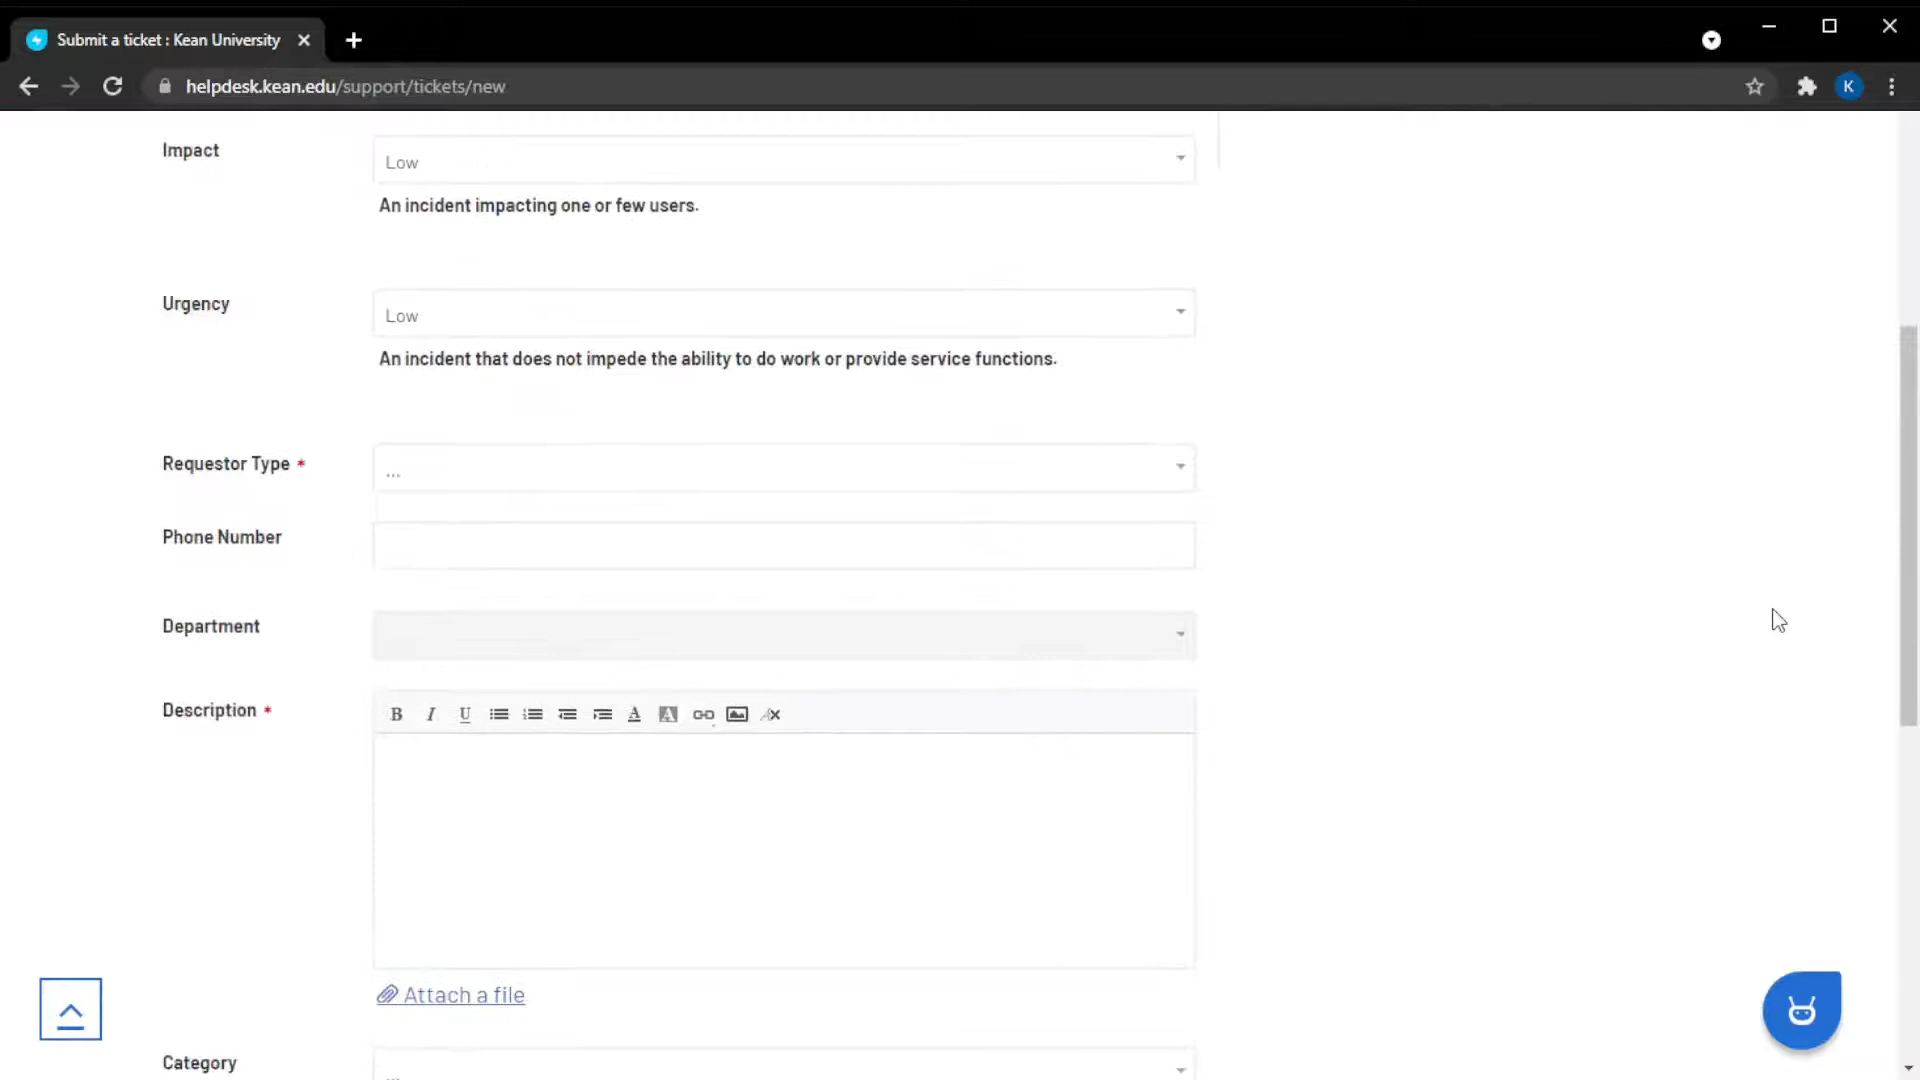 Submit a ticket : Kean University
helpdesk.kean.edu/support/tickets/new
K
Impact
Low
An incident impacting one or few users.
Urgency
Low
An incident that does not impede the ability to do work or provide service functions.
Requestor Type *
...
Phone Number
Department
Description *
B I U A A
Attach a file
Category
...